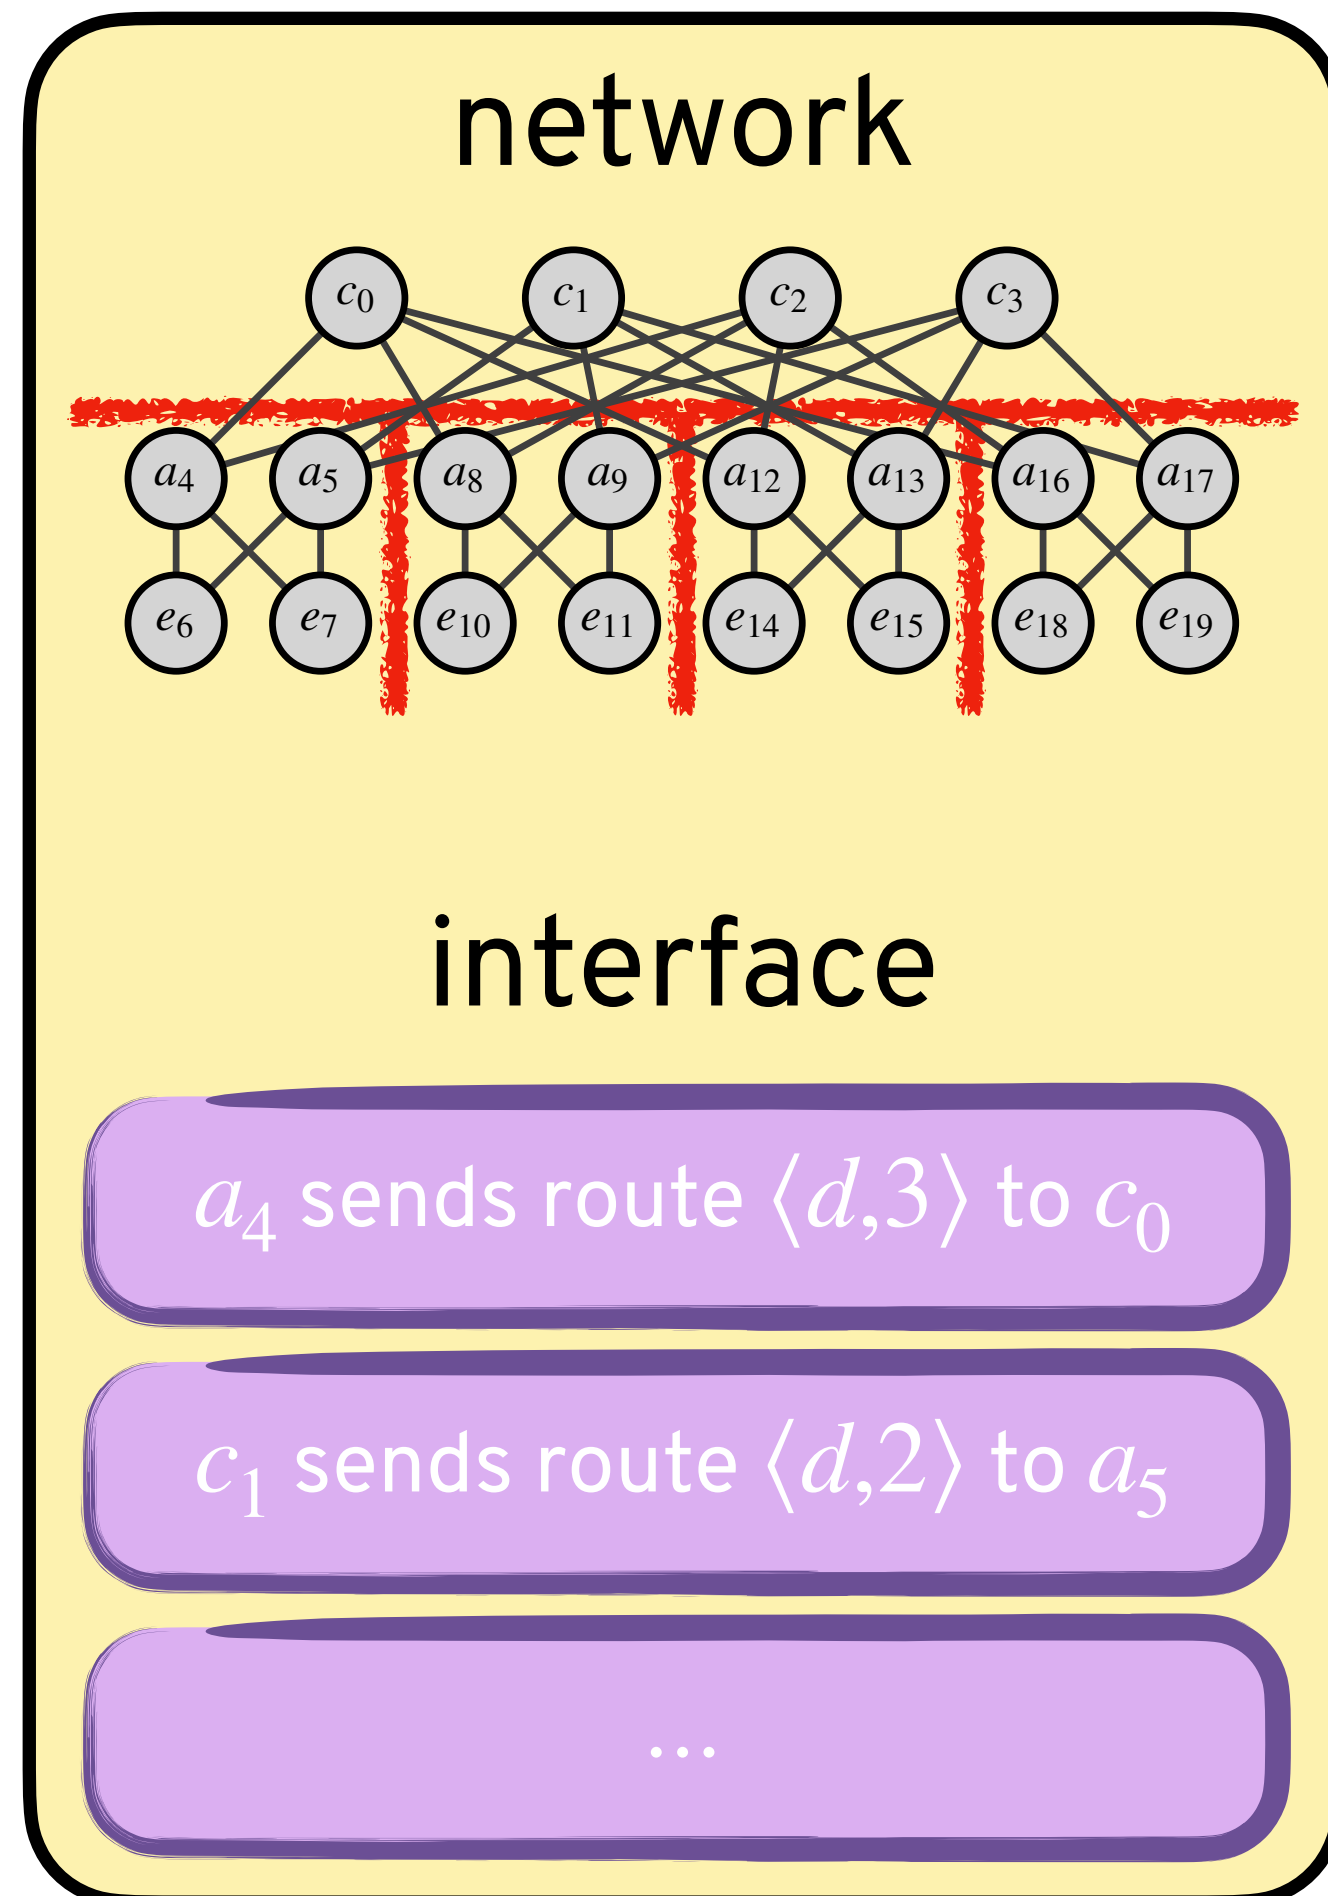 network
c0 c1 c2 c3
a4 a5 a8 a9 a12 a13 a16 a17
e6 e7 e10 e11 e14 e15 e18 e19
interface
a4 sends route ⟨d,3⟩ to c0
c1 sends route ⟨d,2⟩ to a5
...